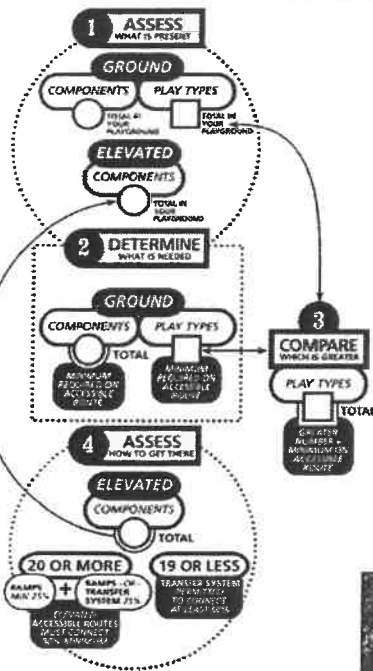 1 ASSESS
WHAT IS PRESENT
GROUND
COMPONENTS
PLAY TYPES
TOTAL IN
YOUR
PLAYGROUND
TOTAL IN
YOUR
PLAYGROUND
ELEVATED
COMPONENTS
TOTAL IN
YOUR
PLAYGROUND
2 DETERMINE
WHAT IS NEEDED
GROUND
COMPONENTS
PLAY TYPES
TOTAL
MINIMUM
REQUIRED ON
ACCESSIBLE
ROUTE
MINIMUM
REQUIRED ON
ACCESSIBLE
ROUTE
3
COMPARE
WHICH IS GREATER
PLAY TYPES
TOTAL
GREATER
NUMBER =
MINIMUM ON
ACCESSIBLE
ROUTE
4 ASSESS
HOW TO GET THERE
ELEVATED
COMPONENTS
TOTAL
20 OR MORE
RAMPS
MIN 25%
+
RAMPS -OR-
TRANSFER
SYSTEM 25%
ELEVATED
ACCESSIBLE ROUTES
MUST CONNECT
50% MINIMUM
19 OR LESS
TRANSFER SYSTEM
PERMITTED
TO CONNECT
AT LEAST 50%